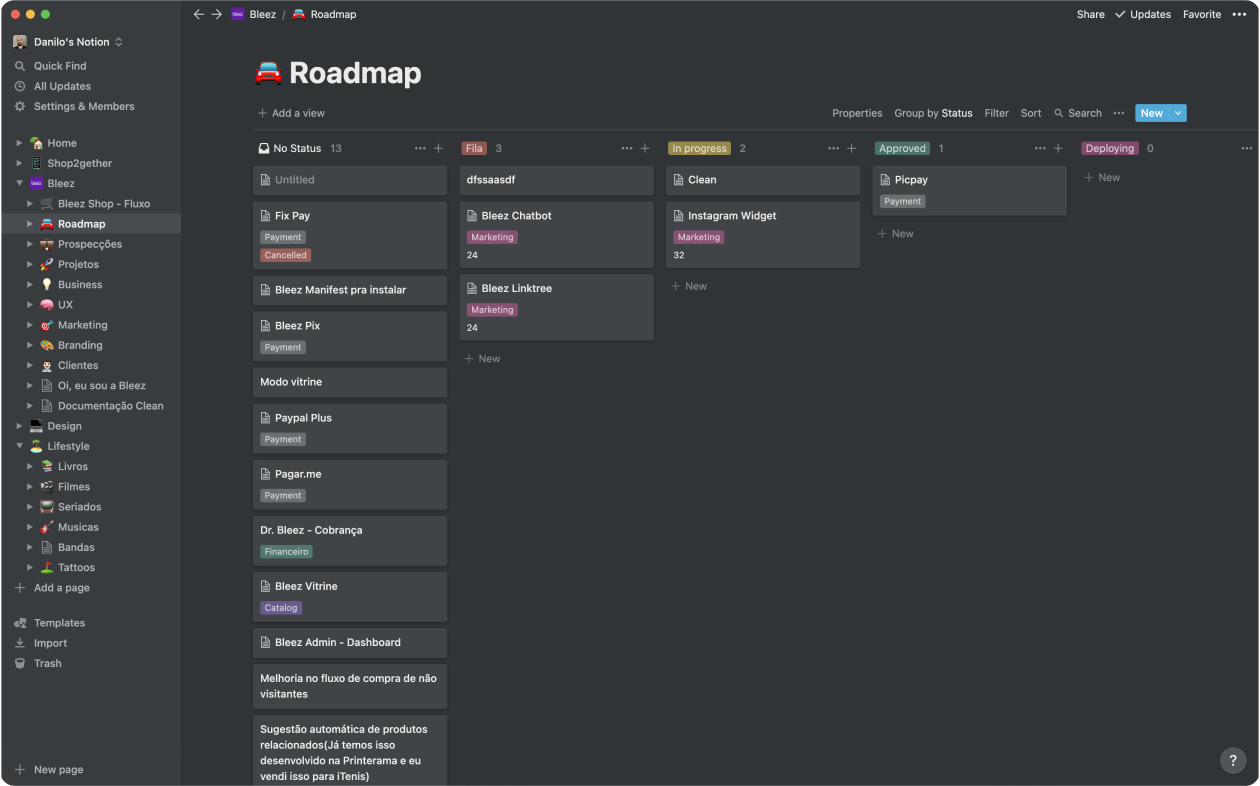 Bleez / Roadmap
Share Updates Favorite
Danilo's Notion
Quick Find
All Updates
Settings & Members
Home
Shop2gether
Bleez
Bleez Shop - Fluxo
Roadmap
Prospecções
Projetos
Business
UX
Marketing
Branding
Clientes
Oi, eu sou a Bleez
Documentação Clean
Design
Lifestyle
Livros
Filmes
Seriados
Musicas
Bandas
Tattoos
Add a page
Templates
Import
Trash
New page
Roadmap
Add a view
Properties Group by Status Filter Sort Search New
No Status 13
Untitled
Fix Pay
Payment
Cancelled
Bleez Manifest pra instalar
Bleez Pix
Payment
Modo vitrine
Paypal Plus
Payment
Pagar.me
Payment
Dr. Bleez - Cobrança
Financeiro
Bleez Vitrine
Catalog
Bleez Admin - Dashboard
Melhoria no fluxo de compra de não
visitantes
Sugestão automática de produtos
relacionados(Já temos isso
desenvolvido na Printerama e eu
vendi isso para iTenis)
Fila 3
dfssaasdf
Bleez Chatbot
Marketing
24
Bleez Linktree
Marketing
24
New
In progress 2
Clean
Instagram Widget
Marketing
32
New
Approved 1
Picpay
Payment
New
Deploying 0
New
?